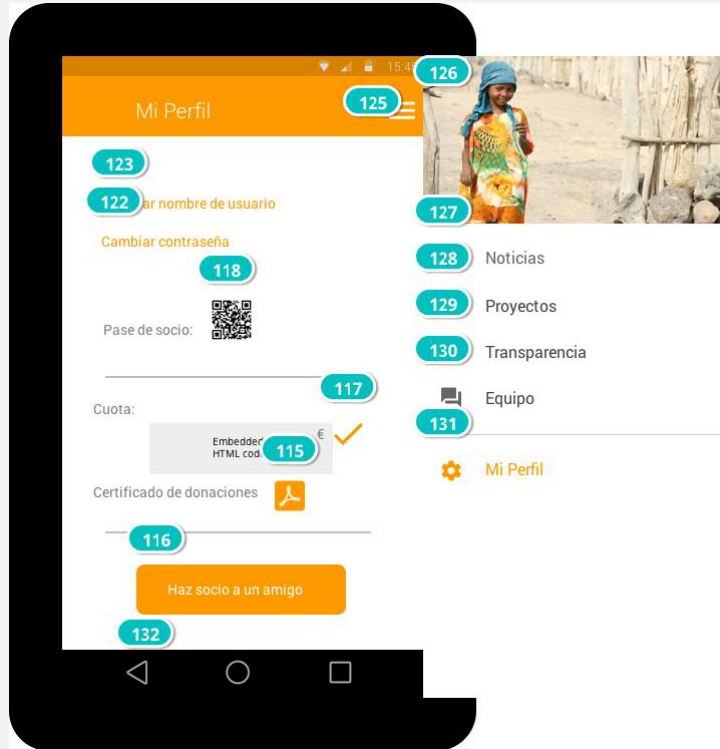 15:4
Mi Perfil
125
126
123
122 ar nombre de usuario
127
Cambiar contraseña
118
128 Noticias
129 Proyectos
130 Transparencia
Equipo
131
Mi Perfil
Pase de socio:
117
Cuota:
€
Embedded
HTML cod
115
Certificado de donaciones
116
Haz socio a un amigo
132